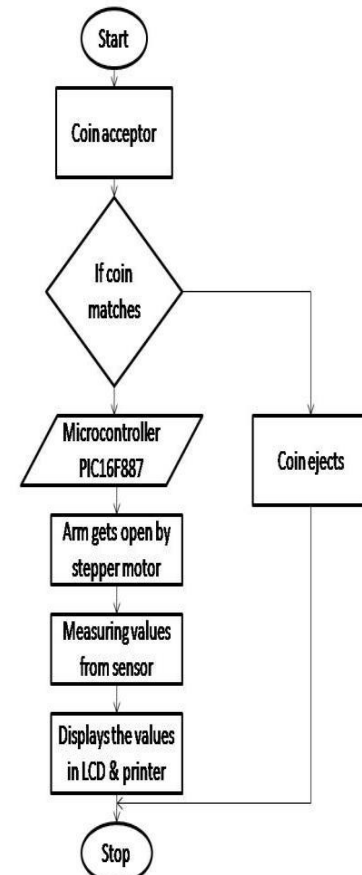 Start
Coin acceptor
If coin
matches
Microcontroller
PIC16F887
Coin ejects
Arm gets open by
stepper motor
Measuring values
from sensor
Displays the values
in LCD & printer
Stop